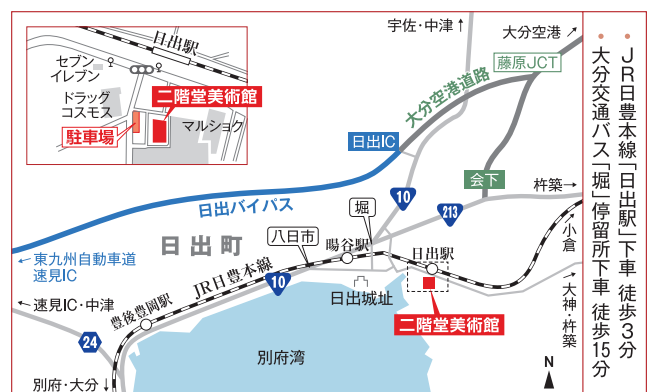 日出駅
セブン
イレブン
ドラッグ
コスモス
二階堂美術館
駐車場
マルショク
宇佐・中津↑
大分空港↗
藤原JCT
大分空港道路
日出IC
会下
杵築→
10
213
日出バイパス
堀
八日市
暘谷駅
日出駅
日出町
小倉
←東九州自動車道
速見IC
JR日豊本線
10
日出城址
二階堂美術館
大神・杵築
←速見IC・中津
豊後豊岡駅
24
別府湾
別府・大分↓
N
・JR日豊本線「日出駅」下車 徒歩3分
・大分交通バス「堀」停留所下車 徒歩15分